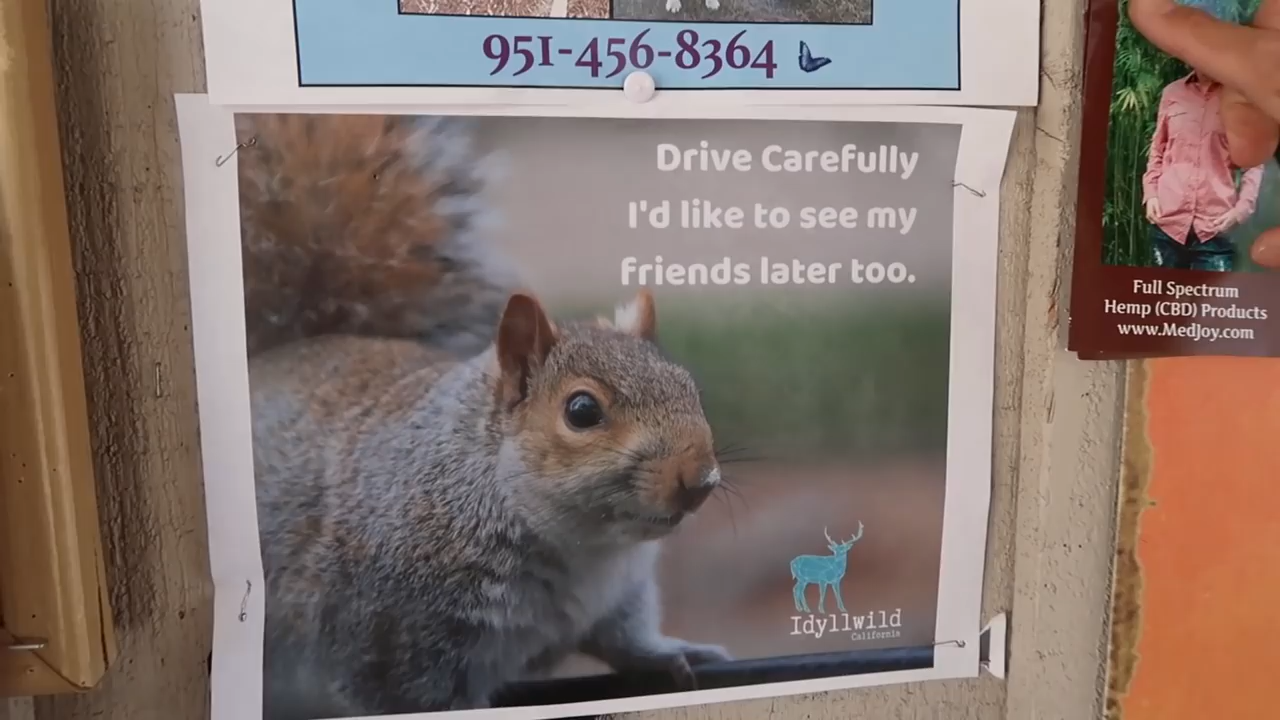 951-456-8364
Drive Carefully
I'd like to see my
friends later too.
Idyllwild
California
Full Spectrum
Hemp (CBD) Products
www.MedJoy.com